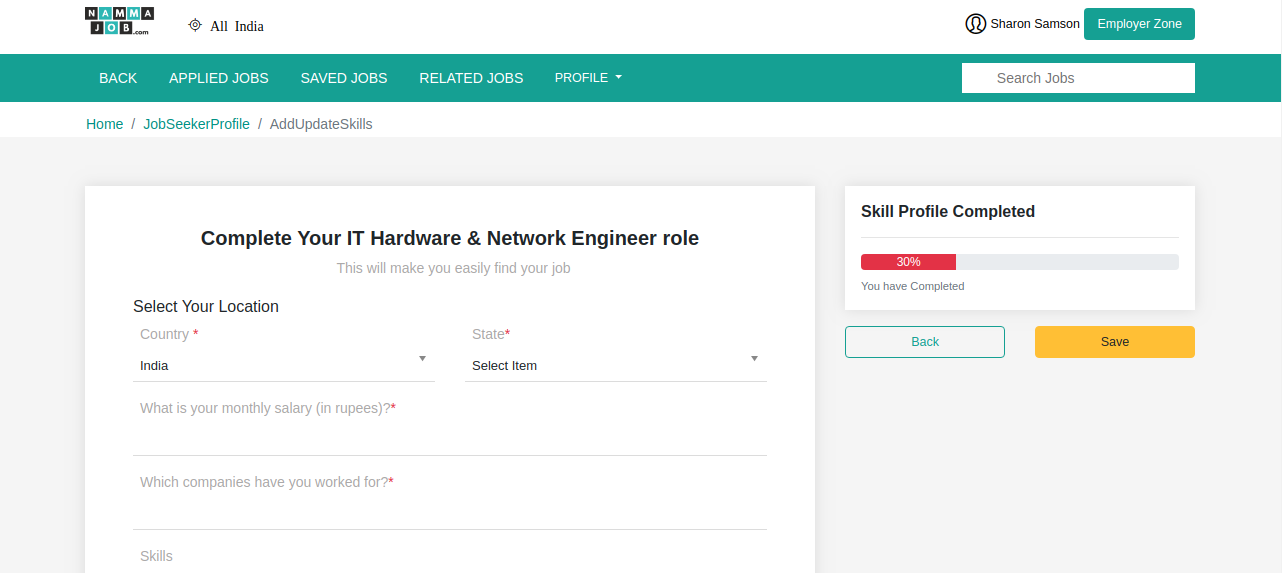 NAMMA
JOB.com
All India
Sharon Samson
Employer Zone
BACK
APPLIED JOBS
SAVED JOBS
RELATED JOBS
PROFILE
Search Jobs
Home / JobSeekerProfile / AddUpdateSkills
Complete Your IT Hardware & Network Engineer role
This will make you easily find your job
Select Your Location
Country *
State*
India
Select Item
What is your monthly salary (in rupees)?*
Which companies have you worked for?*
Skills
Skill Profile Completed
30%
You have Completed
Back
Save